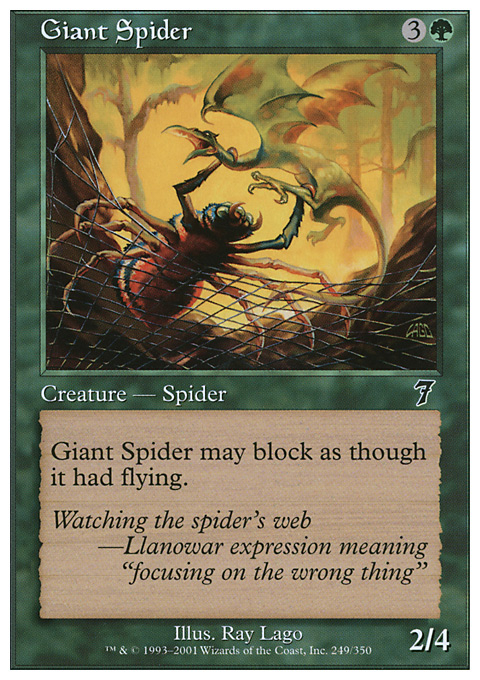 Giant Spider 3
LAGO
Creature — Spider 7
Giant Spider may block as though
it had flying.
Watching the spider's web
—Llanowar expression meaning
"focusing on the wrong thing"
Illus. Ray Lago
™ & © 1993–2001 Wizards of the Coast, Inc. 249/350
2/4